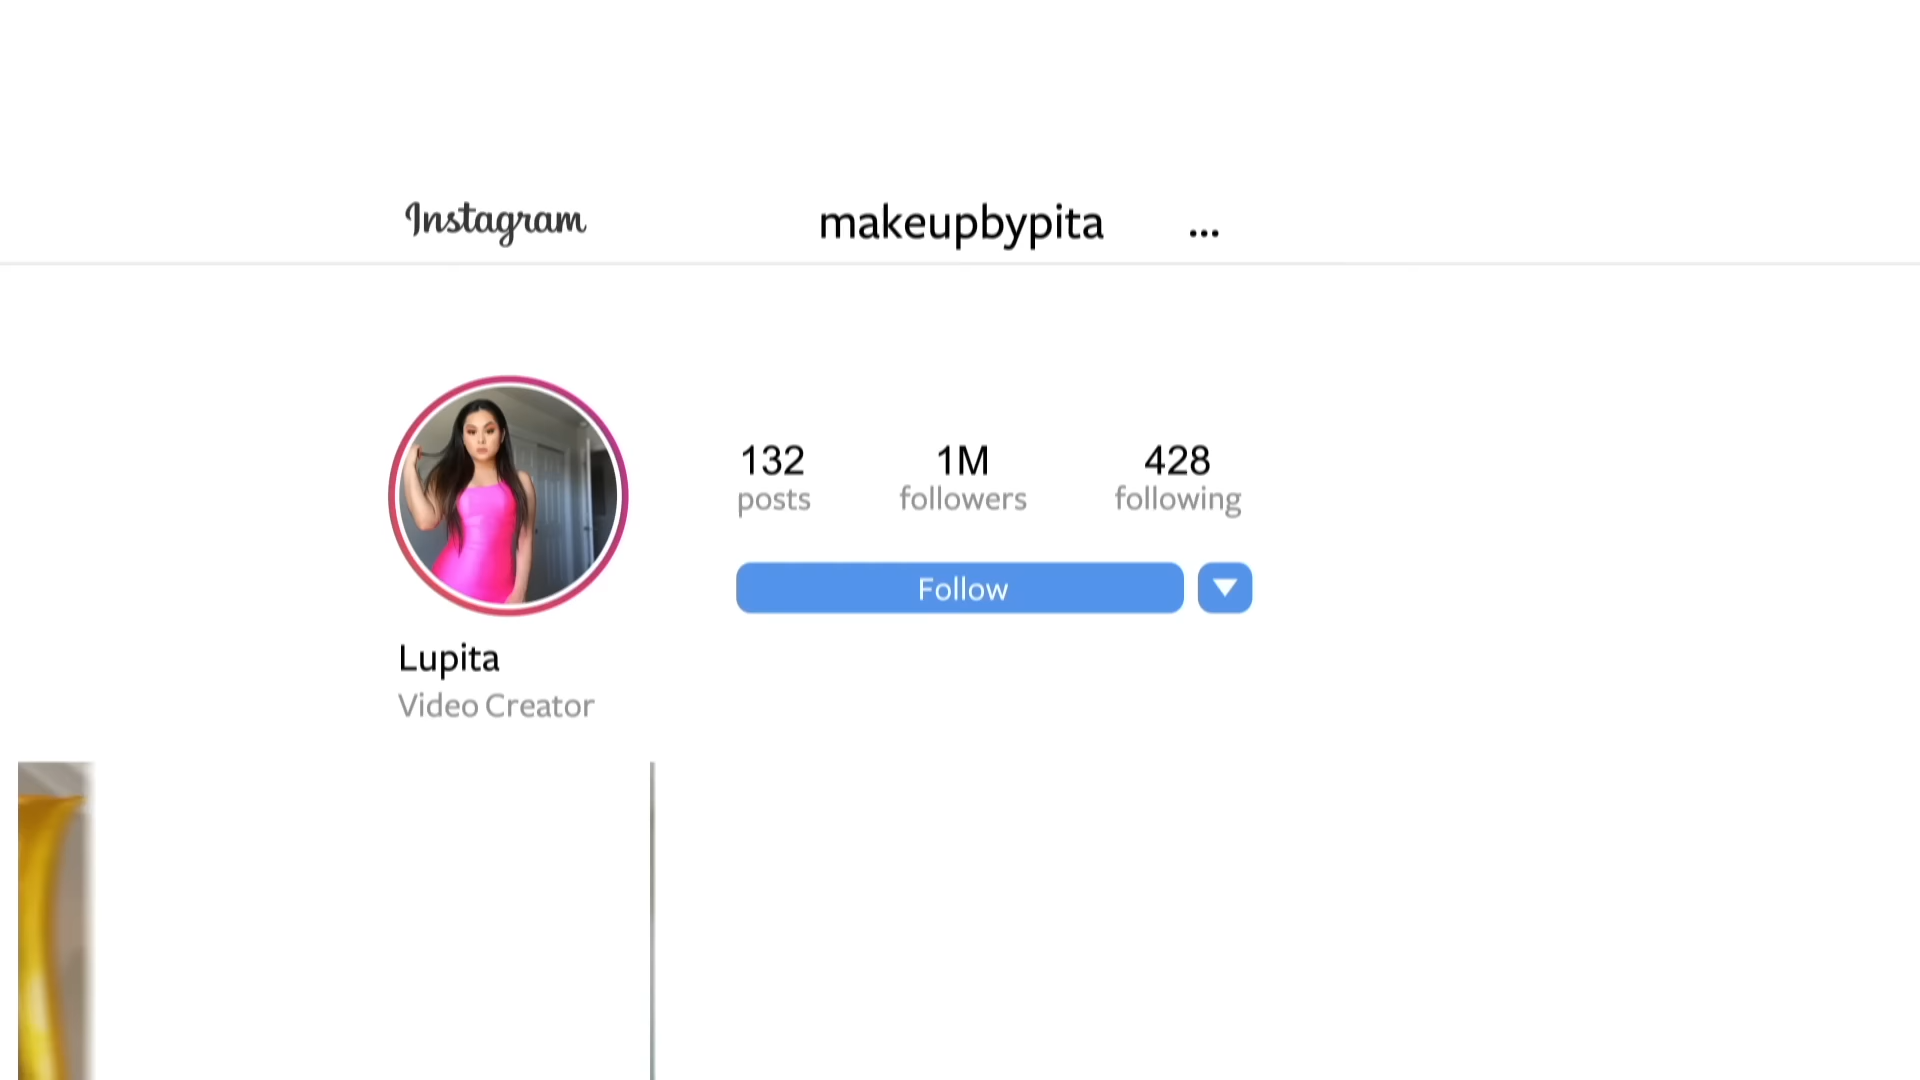 Instagram
makeupbypita
...
132
posts
1M
followers
428
following
Follow
Lupita
Video Creator